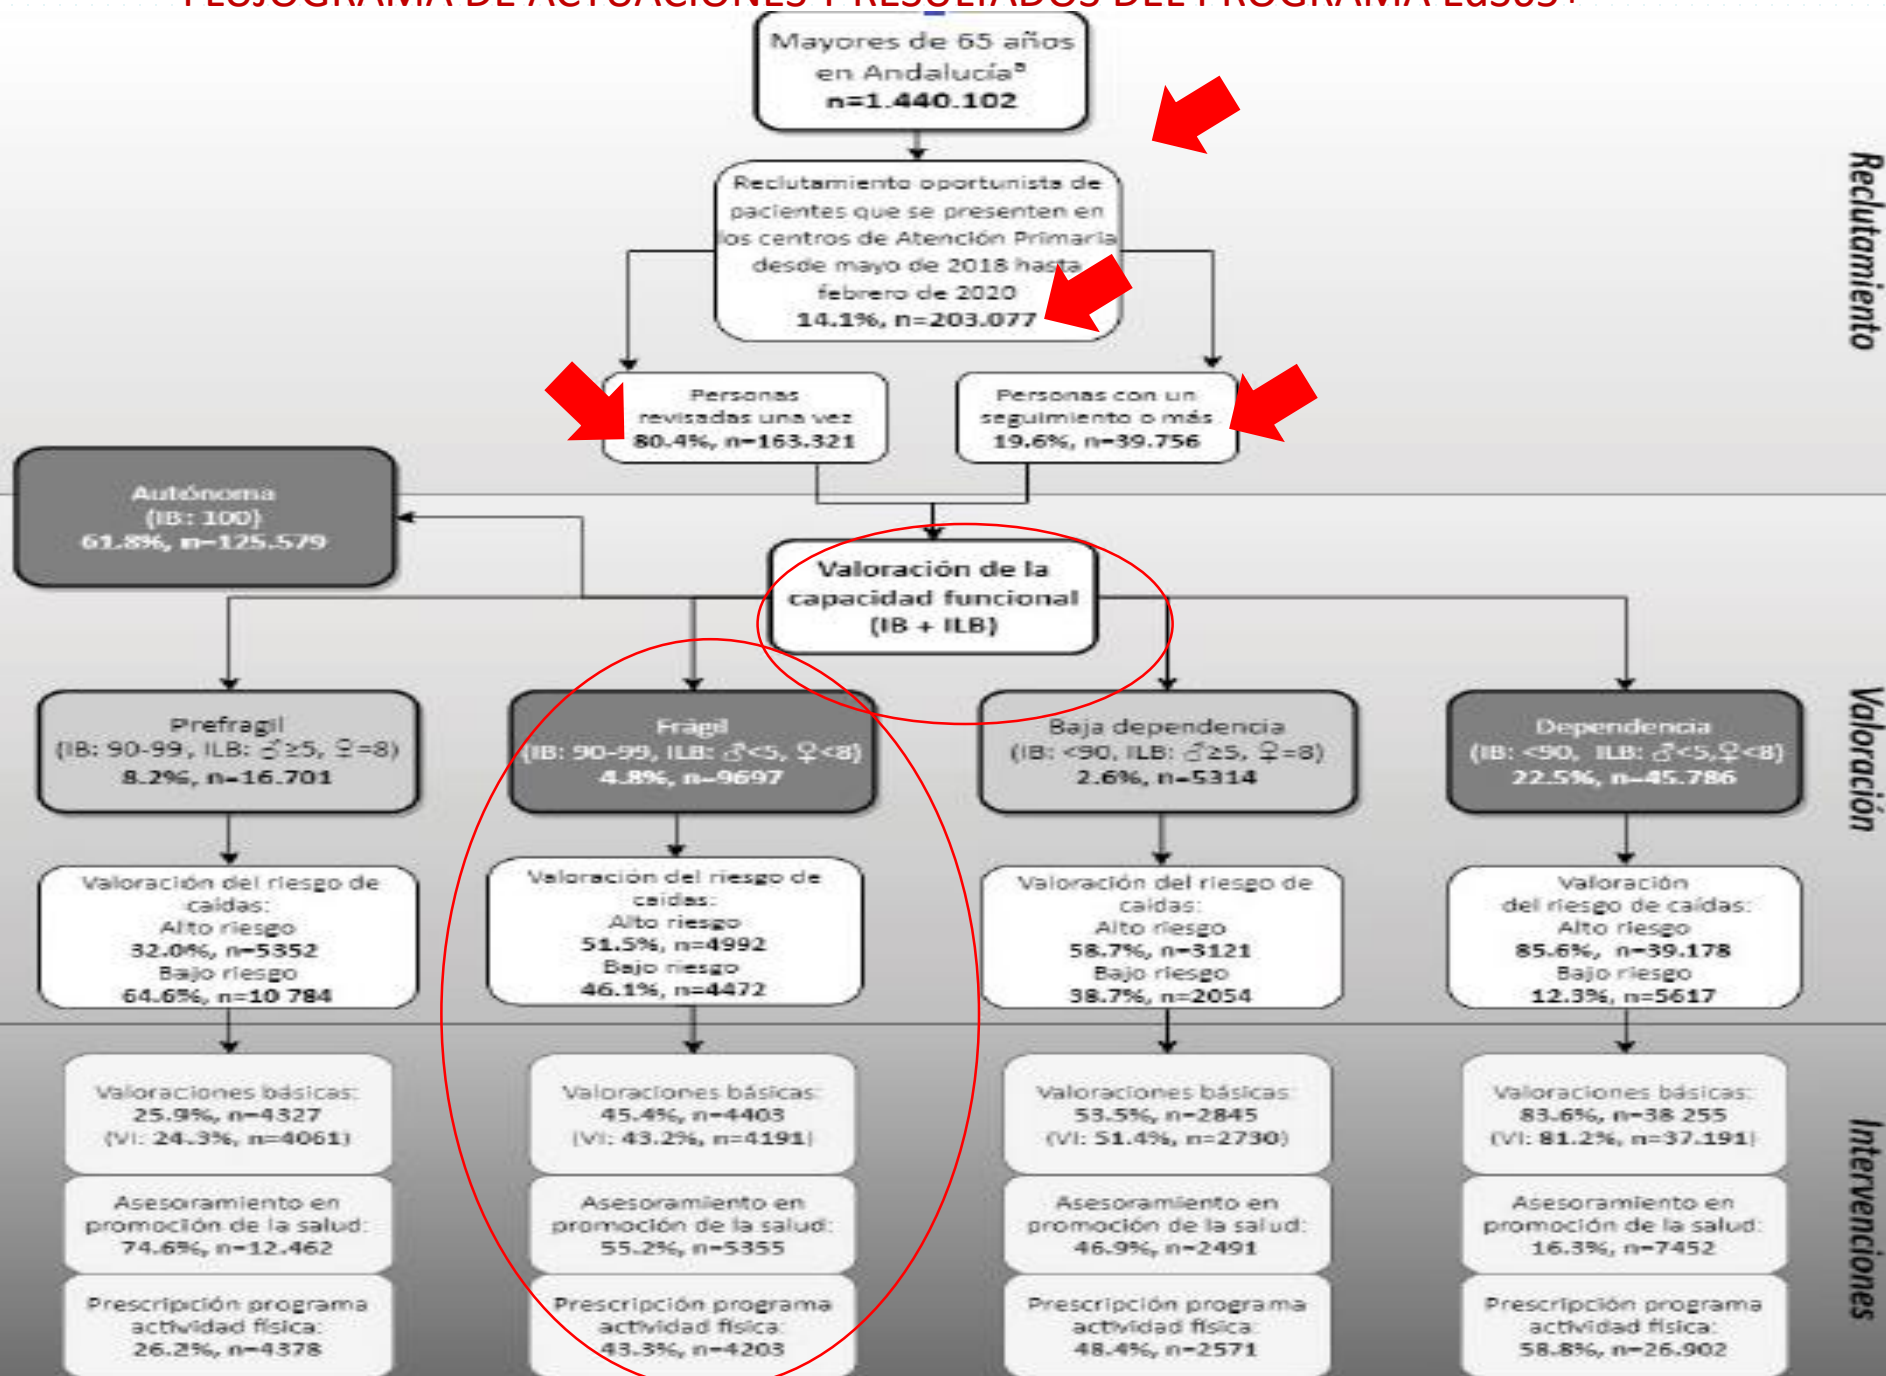 FLUJOGRAMA DE ACTUACIONES Y RESULTADOS DEL PROGRAMA EdSos+
Mayores de 65 años
en Andalucíaª
n=1.440.102
Reclutamiento oportunista de
pacientes que se presenten en
los centros de Atención Primaria
desde mayo de 2018 hasta
febrero de 2020
14.1%, n=203.077
Personas
revisadas una vez
80.4%, n=163.321
Personas con un
seguimiento o más
19.6%, n=39.756
Reclutamiento
Autónoma
(IB: 100)
61.8%, n=125.579
Valoración de la
capacidad funcional
(IB + ILB)
Prefragil
(IB: 90-99, ILB: ♂≥5, ♀=8)
8.2%, n=16.701
Frágil
(IB: 90-99, ILB: ♂<5, ♀<8)
4.8%, n=9697
Baja dependencia
(IB: <90, ILB: ♂≥5, ♀=8)
2.6%, n=5314
Dependencia
(IB: <90, ILB: ♂<5,♀<8)
22.5%, n=45.786
Valoración
Valoración del riesgo de
caídas:
Alto riesgo
32.0%, n=5352
Bajo riesgo
64.6%, n=10 784
Valoración del riesgo de
caídas:
Alto riesgo
51.5%, n=4992
Bajo riesgo
46.1%, n=4472
Valoración del riesgo de
caídas:
Alto riesgo
58.7%, n=3121
Bajo riesgo
38.7%, n=2054
Valoración
del riesgo de caídas:
Alto riesgo
85.6%, n=39.178
Bajo riesgo
12.3%, n=5617
Valoraciones básicas:
25.9%, n=4327
(VI: 24.3%, n=4061)
Valoraciones básicas:
45.4%, n=4403
(VI: 43.2%, n=4191)
Valoraciones básicas:
53.5%, n=2845
(VI: 51.4%, n=2730)
Valoraciones básicas:
83.6%, n=38 255
(VI: 81.2%, n=37.191)
Asesoramiento en
promoción de la salud:
74.6%, n=12.462
Asesoramiento en
promoción de la salud:
55.2%, n=5355
Asesoramiento en
promoción de la salud:
46.9%, n=2491
Asesoramiento en
promoción de la salud:
16.3%, n=7452
Prescripción programa
actividad física:
26.2%, n=4378
Prescripción programa
actividad física:
43.3%, n=4203
Prescripción programa
actividad física:
48.4%, n=2571
Prescripción programa
actividad física:
58.8%, n=26.902
Intervenciones